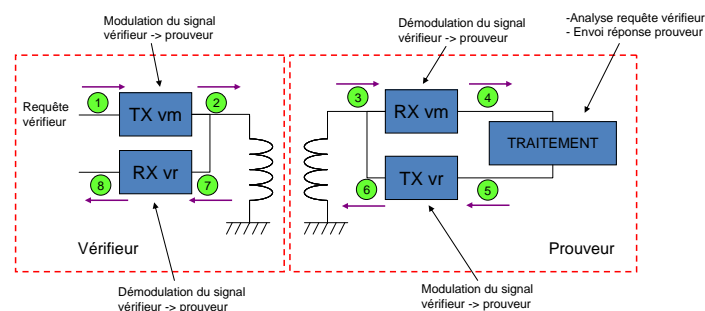 Modulation du signal
vérifieur -> prouveur
Démodulation du signal
vérifieur -> prouveur
-Analyse requête vérifieur
- Envoi réponse prouveur
Requête
vérifieur
1
TX vm
2
3
RX vm
4
TRAITEMENT
8
RX vr
7
6
TX vr
5
Vérifieur
Prouveur
Démodulation du signal
vérifieur -> prouveur
Modulation du signal
vérifieur -> prouveur